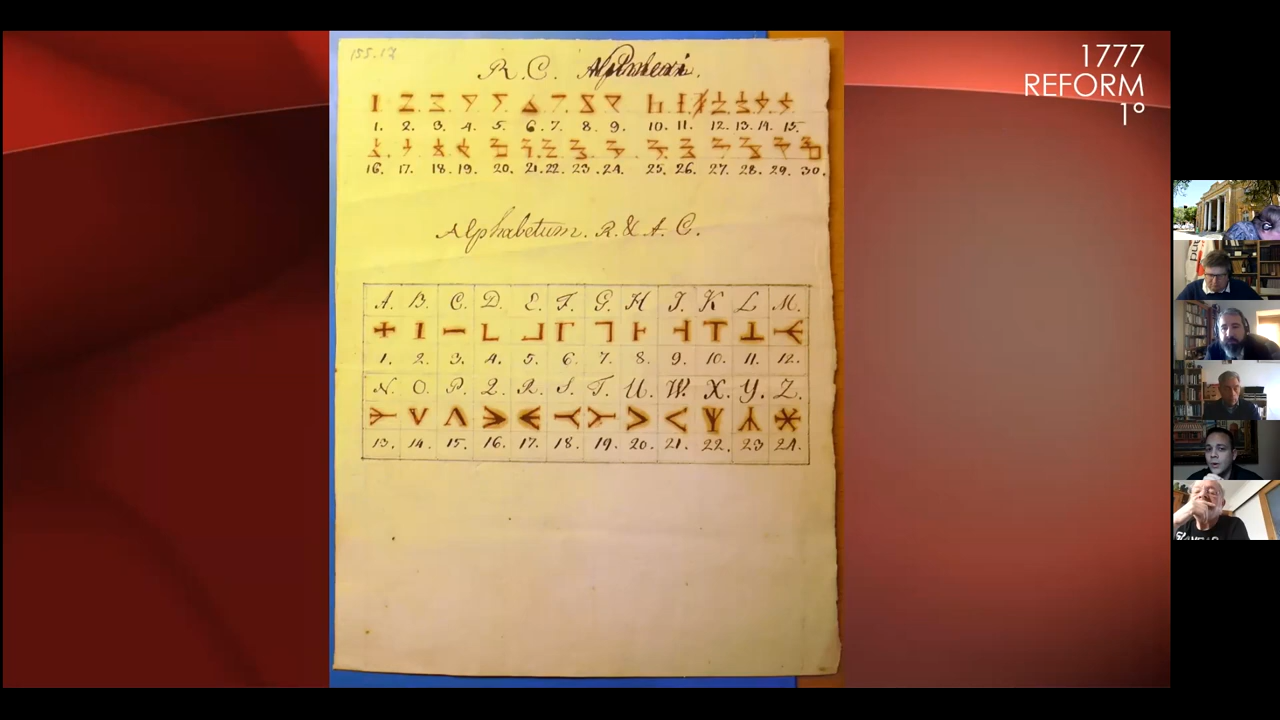 1777
REFORM
1°
155.17
R. C.
1. 2. 3. 4. 5. 6. 7. 8. 9. 10. 11. 12. 13. 14. 15.
16. 17. 18. 19. 20. 21. 22. 23. 24. 25. 26. 27. 28. 29. 30.
Alphabetum. R. & A. C.
A. B. C. D. E. F. G. H I. K L M.
1. 2. 3. 4. 5. 6. 7. 8. 9. 10. 11. 12.
N. O. P. Q. R. S. T. U. W. X. Y. Z.
13. 14. 15. 16. 17. 18. 19. 20. 21. 22. 23 24.